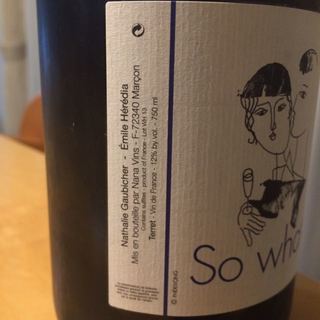 Nathalie Gaubicher - Émile Hérédia
Mis en bouteille par Nana Vins - F-72340 Marçon
Contains sulfites - product of France - Lot WH 13
Terret - Vin de France - 12% by vol. - 750 ml
So wh